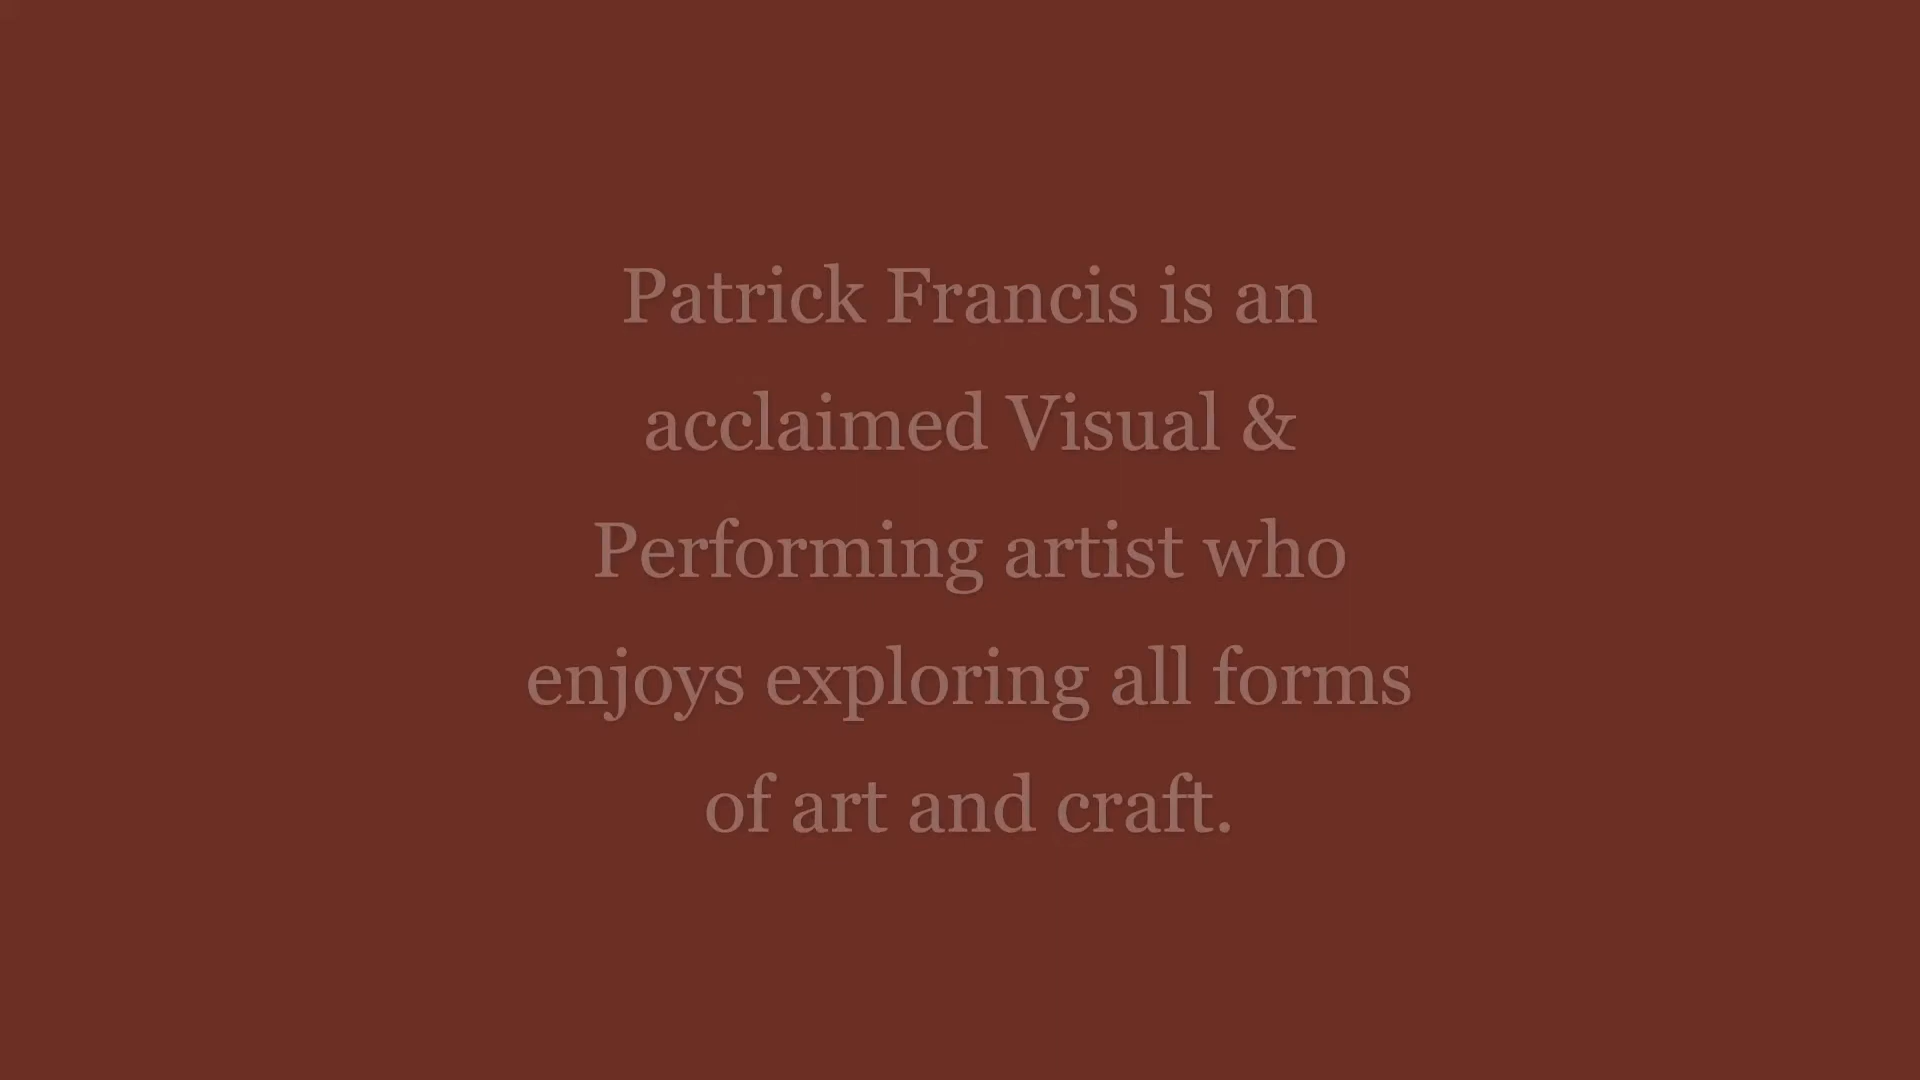 Patrick Francis is an
acclaimed Visual &
Performing artist who
enjoys exploring all forms
of art and craft.